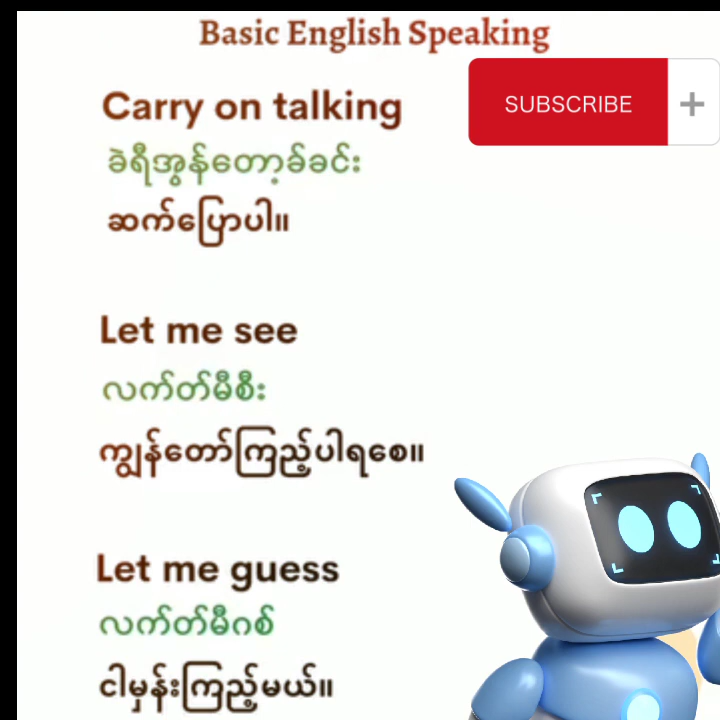 Basic English Speaking
SUBSCRIBE +
Carry on talking
ခဲရီအွန်တော့ခ်ခင်း
ဆက်ပြောပါ။
Let me see
လက်တ်မီစီး
ကျွန်တော်ကြည့်ပါရစေ။
Let me guess
လက်တ်မီဂစ်
ငါမှန်းကြည့်မယ်။